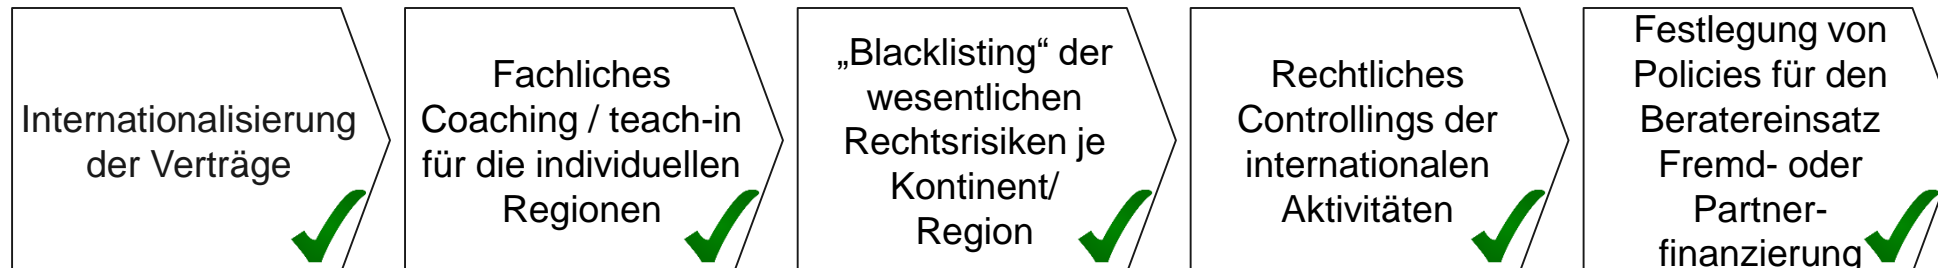 Internationalisierung
der Verträge
Fachliches
Coaching / teach-in
für die individuellen
Regionen
„Blacklisting“ der
wesentlichen
Rechtsrisiken je
Kontinent/
Region
Rechtliches
Controllings der
internationalen
Aktivitäten
Festlegung von
Policies für den
Beratereinsatz
Fremd- oder
Partner-
finanzierung